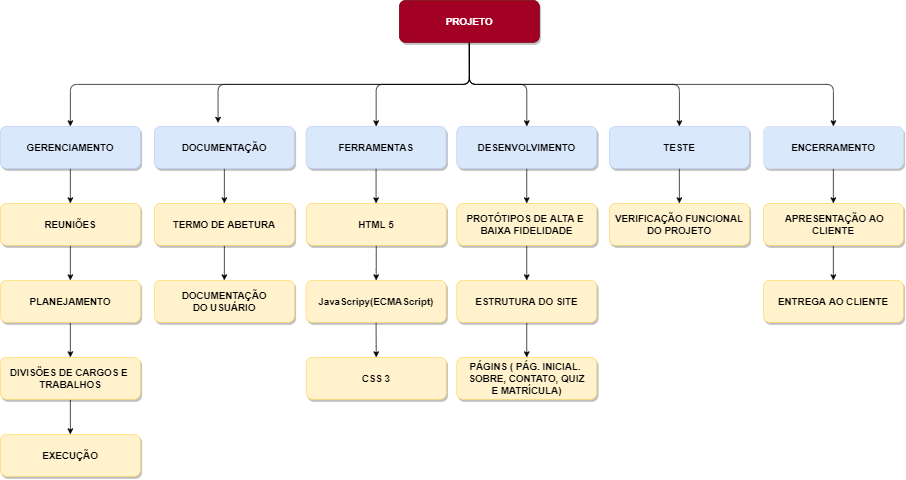 PROJETO
GERENCIAMENTO
DOCUMENTAÇÃO
FERRAMENTAS
DESENVOLVIMENTO
TESTE
ENCERRAMENTO
REUNIÕES
TERMO DE ABETURA
HTML 5
PROTÓTIPOS DE ALTA E
BAIXA FIDELIDADE
VERIFICAÇÃO FUNCIONAL
DO PROJETO
APRESENTAÇÃO AO
CLIENTE
PLANEJAMENTO
DOCUMENTAÇÃO
DO USUÁRIO
JavaScripy(ECMA Script)
ESTRUTURA DO SITE
ENTREGA AO CLIENTE
DIVISÕES DE CARGOS E
TRABALHOS
CSS 3
PÁGINS ( PÁG. INICIAL.
SOBRE, CONTATO, QUIZ
E MATRÍCULA)
EXECUÇÃO